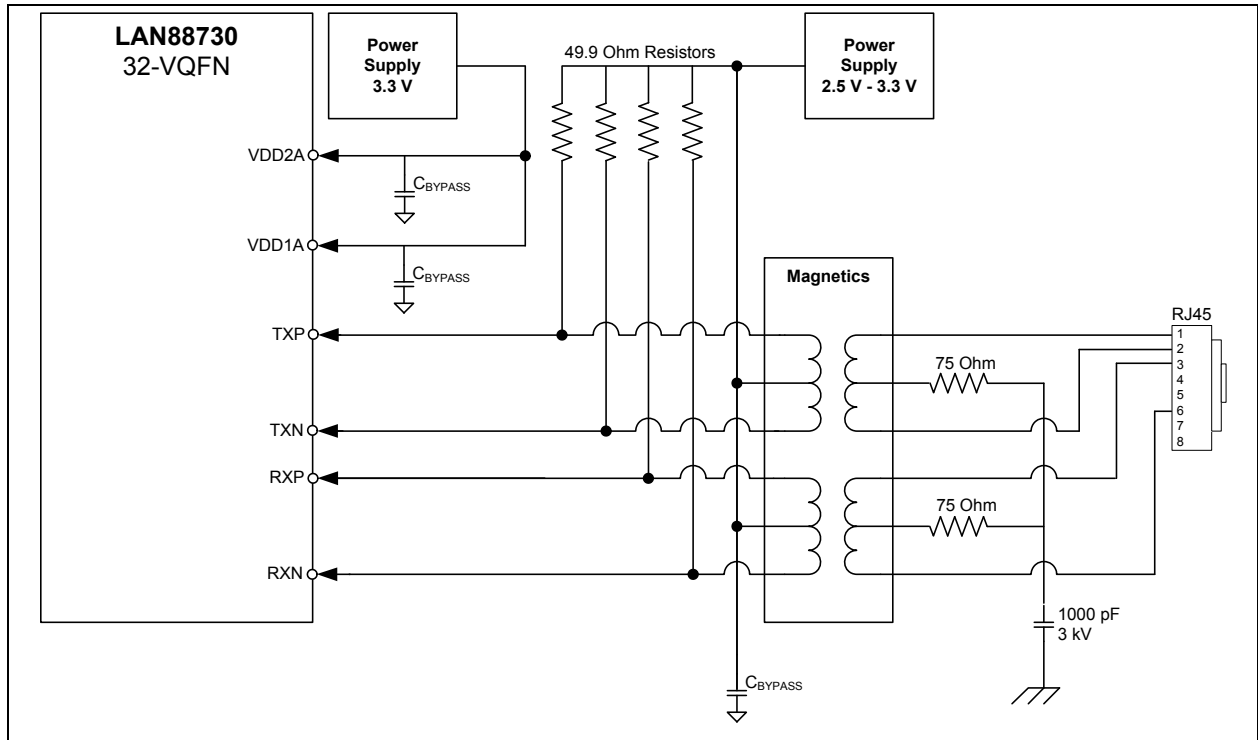 LAN88730
32-VQFN
Power
Supply
3.3 V
49.9 Ohm Resistors
Power
Supply
2.5 V - 3.3 V
VDD2A
CBYPASS
VDD1A
CBYPASS
Magnetics
TXP
RJ45
1
2
3
4
5
6
7
8
75 Ohm
TXN
RXP
75 Ohm
RXN
1000 pF
3 kV
CBYPASS